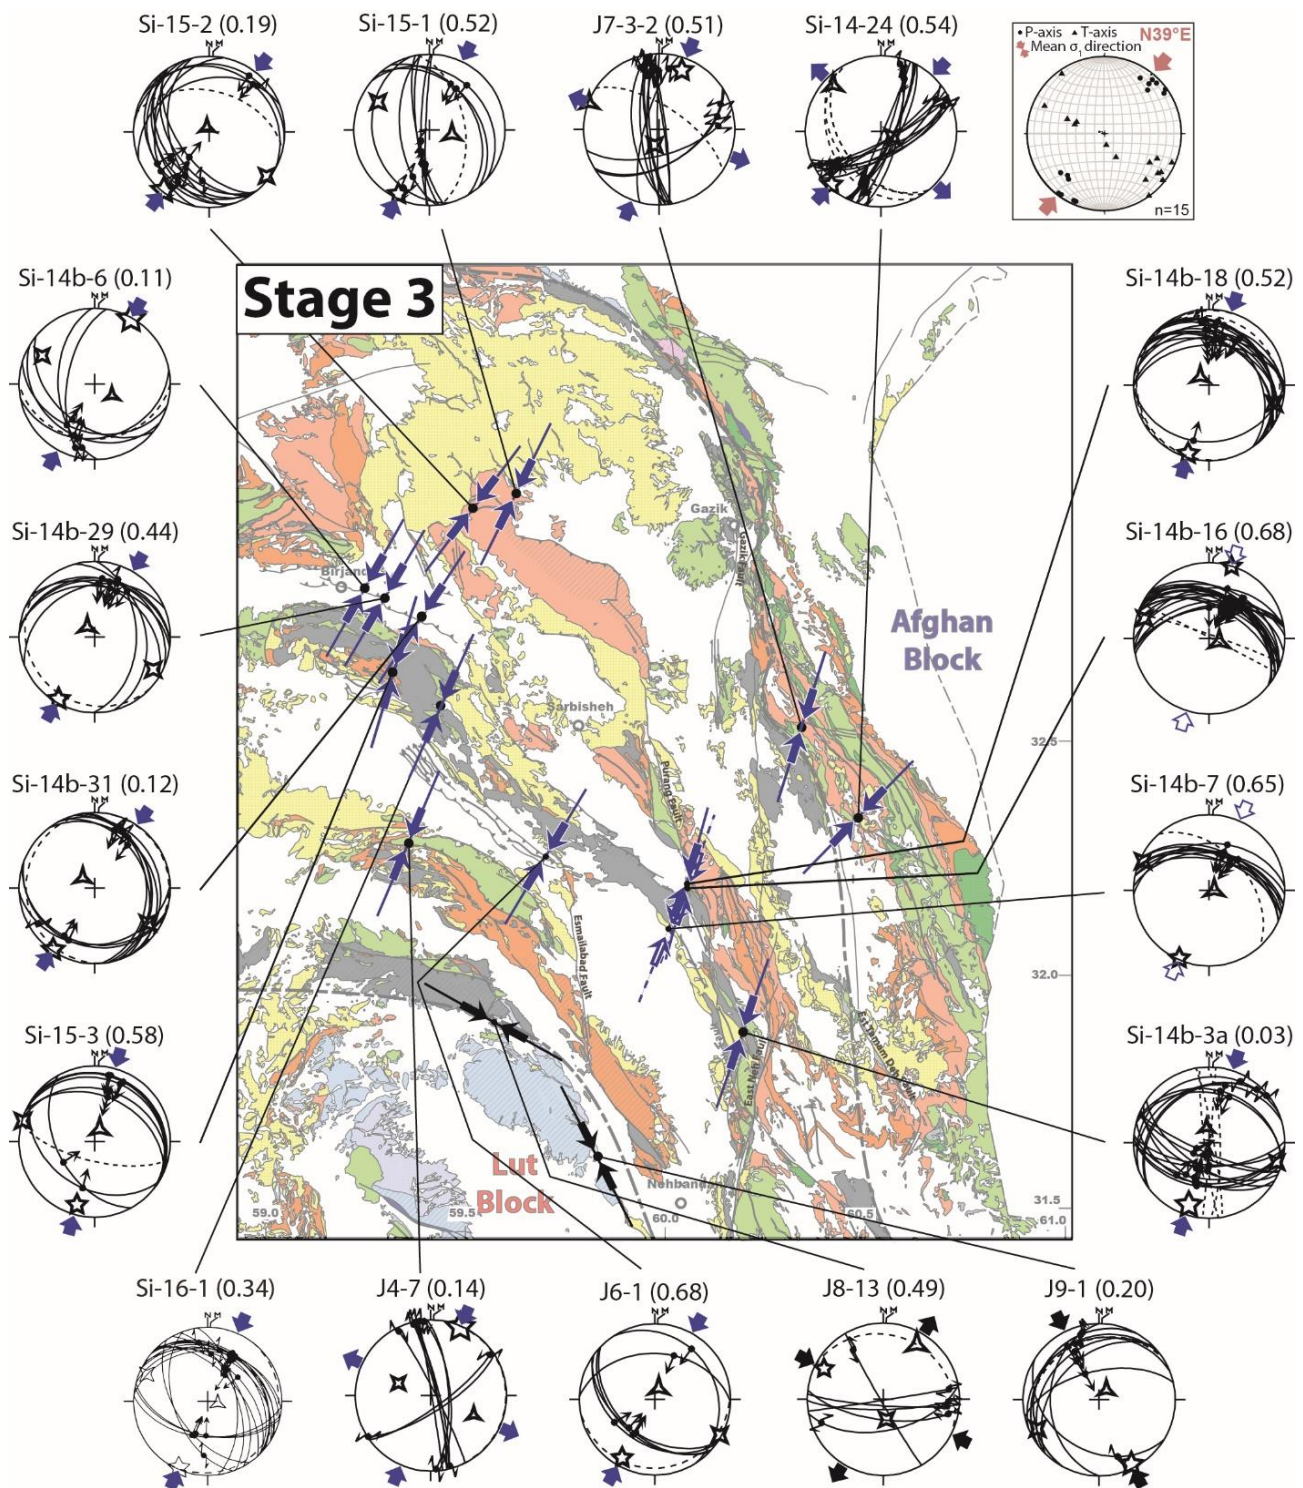 Si-15-2 (0.19)
Si-15-1 (0.52)
J7-3-2 (0.51)
Si-14-24 (0.54)
P-axis T-axis N39°E
Mean σ1 direction
n=15
Si-14b-6 (0.11)
Stage 3
Si-14b-18 (0.52)
Gazik
Gazik Fault
Si-14b-29 (0.44)
Birjand
Afghan
Block
Si-14b-16 (0.68)
Sarbisheh
32.5
Purang Fault
Si-14b-31 (0.12)
Si-14b-7 (0.65)
Esmailabad Fault
32.0
Si-15-3 (0.58)
Si-14b-3a (0.03)
Lut
Block
Nehbandan
59.0
59.5
60.0
60.5
31.5
61.0
Si-16-1 (0.34)
J4-7 (0.14)
J6-1 (0.68)
J8-13 (0.49)
J9-1 (0.20)